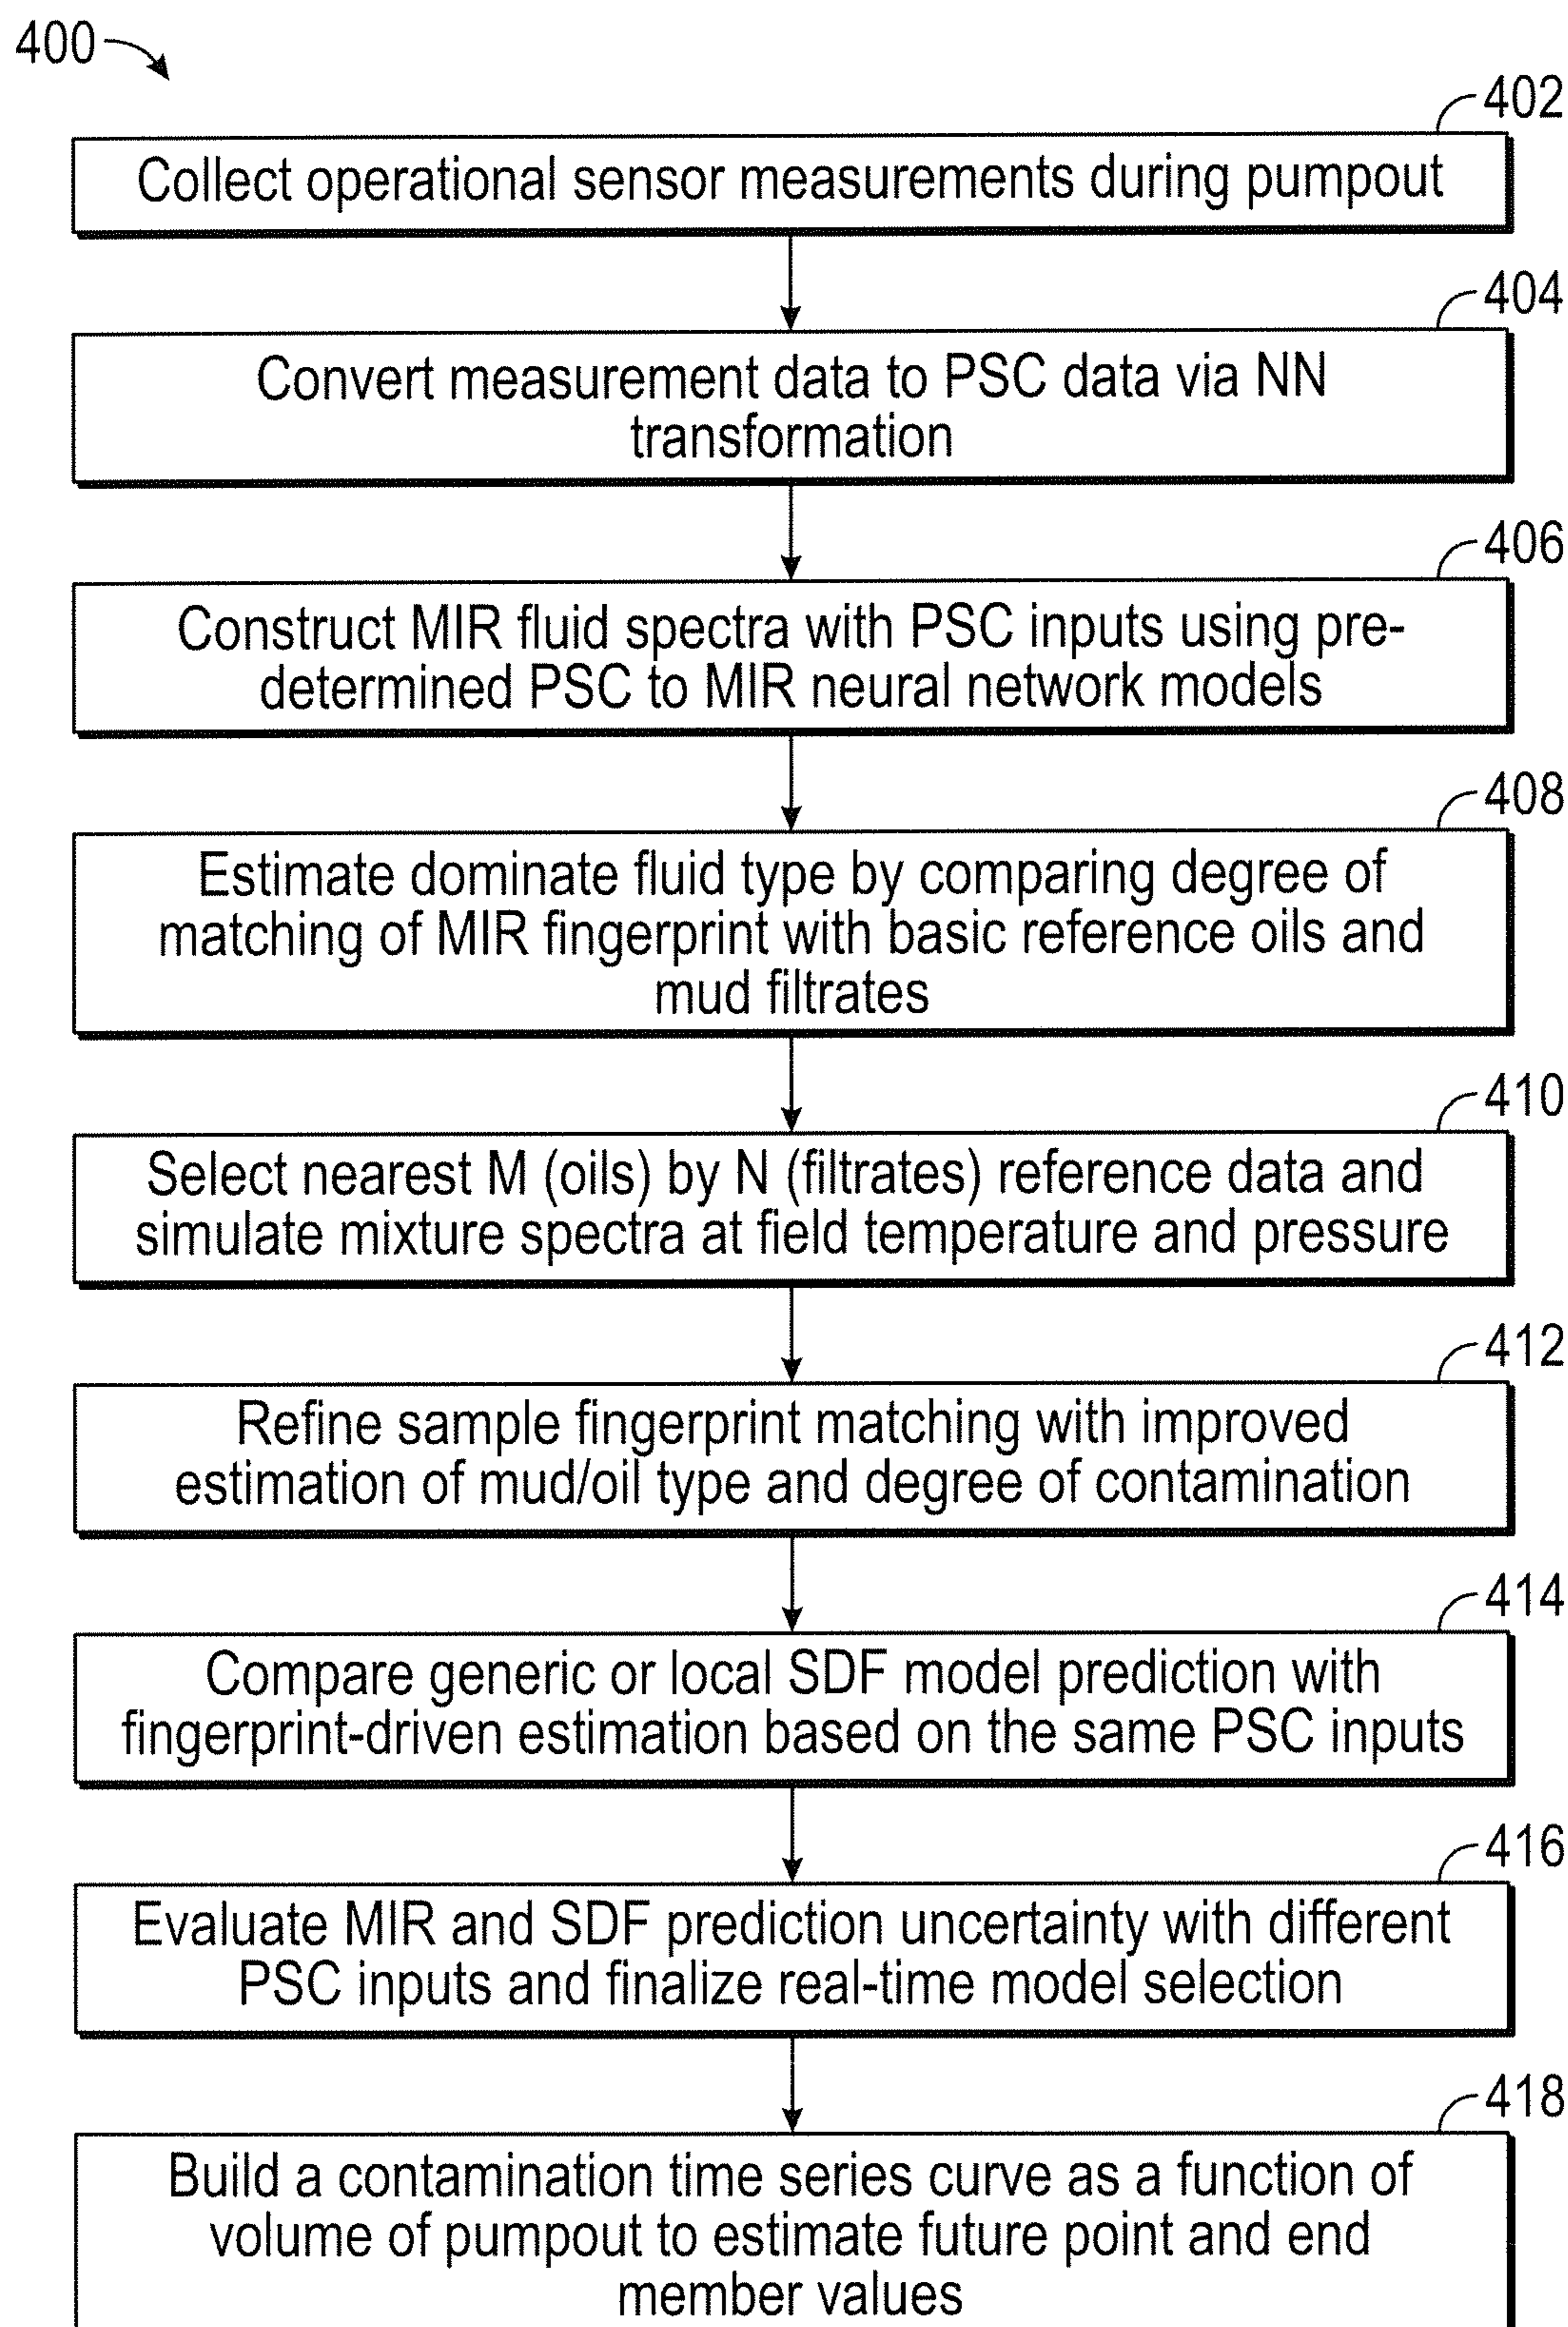 400
402
Collect operational sensor measurements during pumpout
404
Convert measurement data to PSC data via NN
transformation
406
Construct MIR fluid spectra with PSC inputs using pre-
determined PSC to MIR neural network models
408
Estimate dominate fluid type by comparing degree of
matching of MIR fingerprint with basic reference oils and
mud filtrates
410
Select nearest M (oils) by N (filtrates) reference data and
simulate mixture spectra at field temperature and pressure
412
Refine sample fingerprint matching with improved
estimation of mud/oil type and degree of contamination
414
Compare generic or local SDF model prediction with
fingerprint-driven estimation based on the same PSC inputs
416
Evaluate MIR and SDF prediction uncertainty with different
PSC inputs and finalize real-time model selection
418
Build a contamination time series curve as a function of
volume of pumpout to estimate future point and end
member values